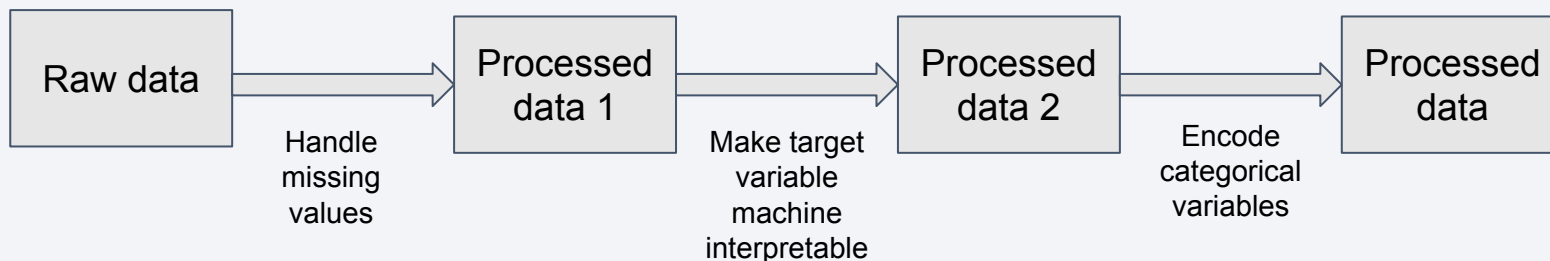 Raw data
Processed
data 1
Processed
data 2
Processed
data
Handle
missing
values
Make target
variable
machine
interpretable
Encode
categorical
variables